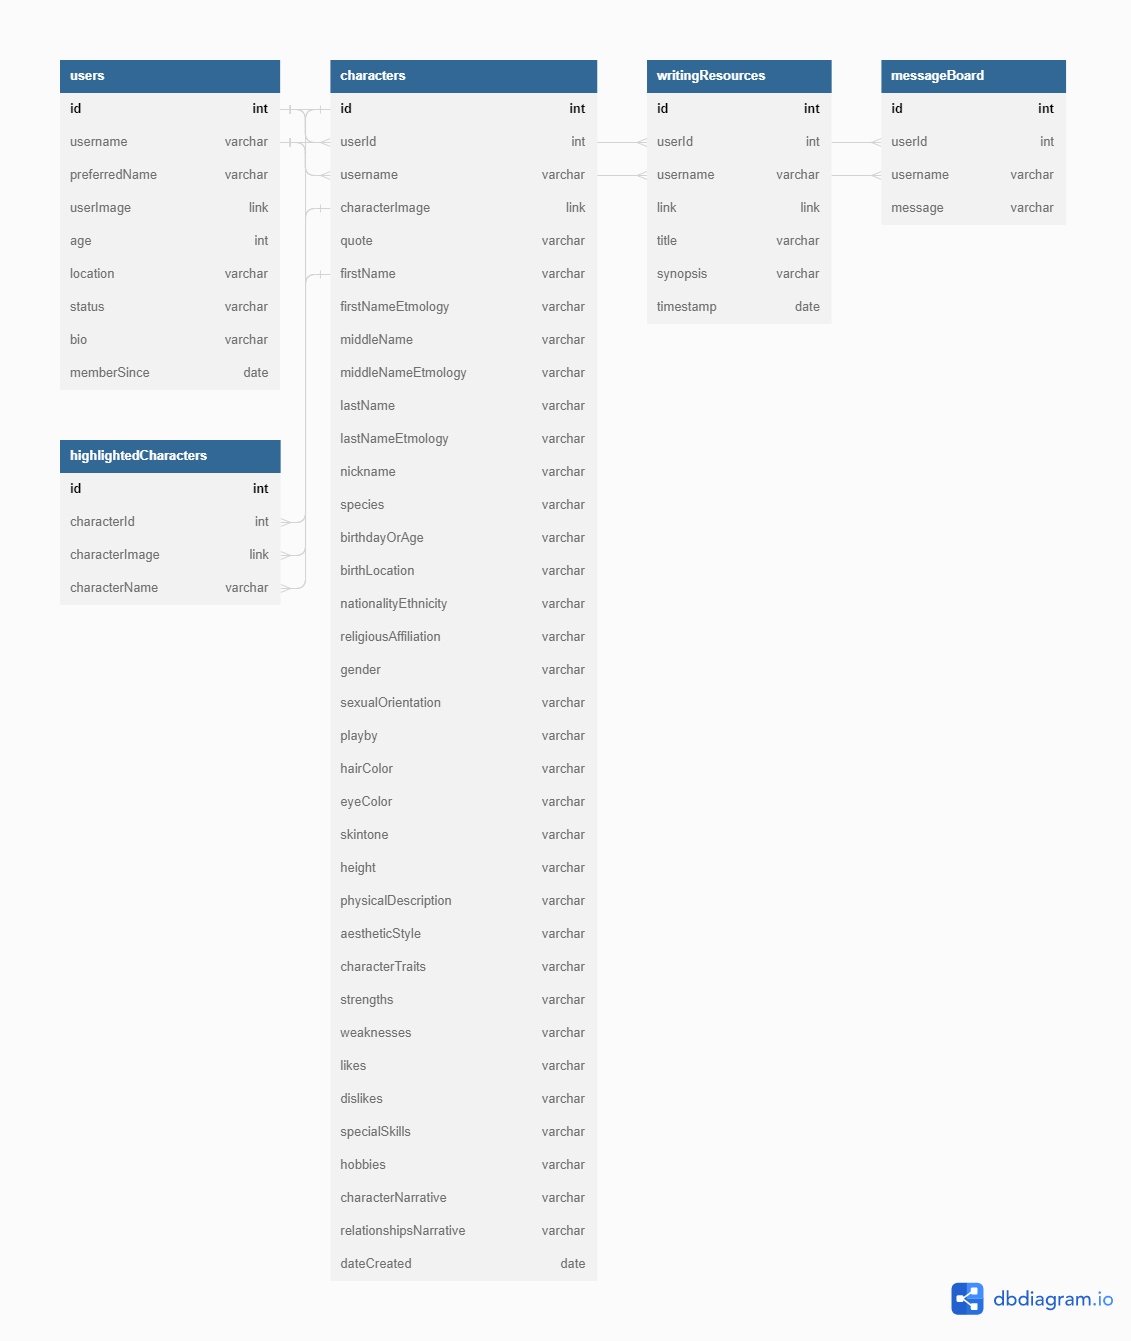 users
id int
username varchar
preferredName varchar
userImage link
age int
location varchar
status varchar
bio varchar
memberSince date
highlightedCharacters
id int
characterId int
characterImage link
characterName varchar
characters
id int
userId int
username varchar
characterImage link
quote varchar
firstName varchar
firstNameEtmology varchar
middleName varchar
middleNameEtmology varchar
lastName varchar
lastNameEtmology varchar
nickname varchar
species varchar
birthdayOrAge varchar
birthLocation varchar
nationalityEthnicity varchar
religiousAffiliation varchar
gender varchar
sexualOrientation varchar
playby varchar
hairColor varchar
eyeColor varchar
skintone varchar
height varchar
physicalDescription varchar
aestheticStyle varchar
characterTraits varchar
strengths varchar
weaknesses varchar
likes varchar
dislikes varchar
specialSkills varchar
hobbies varchar
characterNarrative varchar
relationshipsNarrative varchar
dateCreated date
writingResources
id int
userId int
username varchar
link link
title varchar
synopsis varchar
timestamp date
messageBoard
id int
userId int
username varchar
message varchar
dbdiagram.io